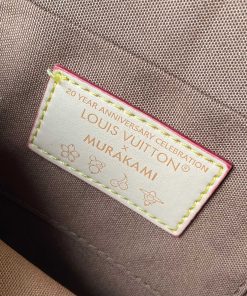 20 YEAR ANNIVERSARY CELEBRATION
LOUIS VUITTON®
×
MURAKAMI